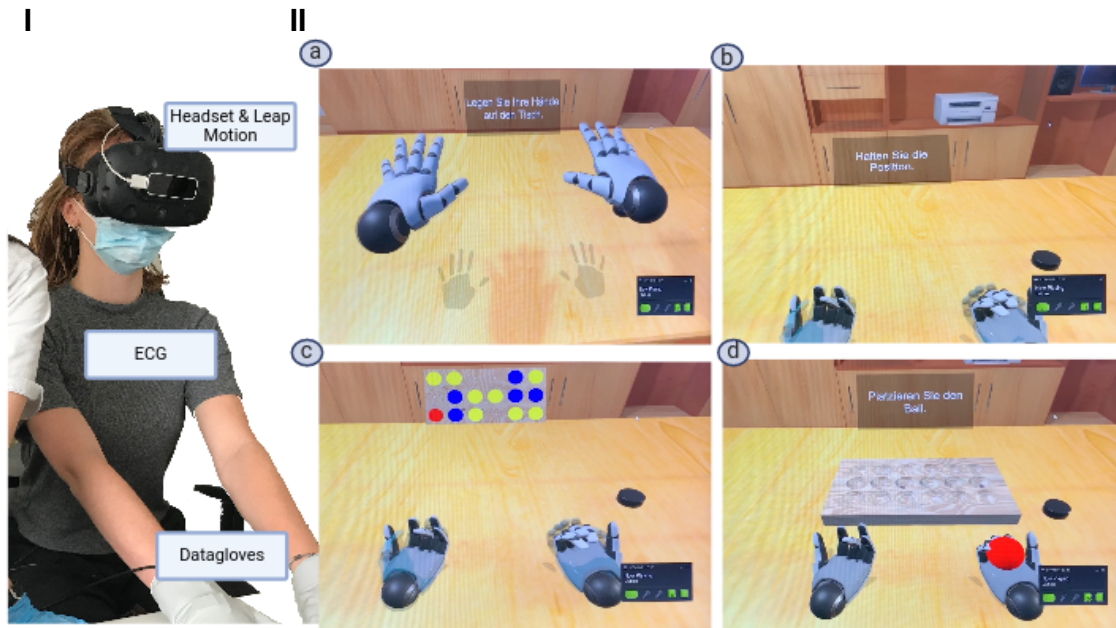 I
II
a
b
Headset & Leap
Motion
Legen Sie Ihre Hände
auf den Tisch.
Halten Sie die
Position.
ECG
c
d
Platzieren Sie den
Ball.
Datagloves